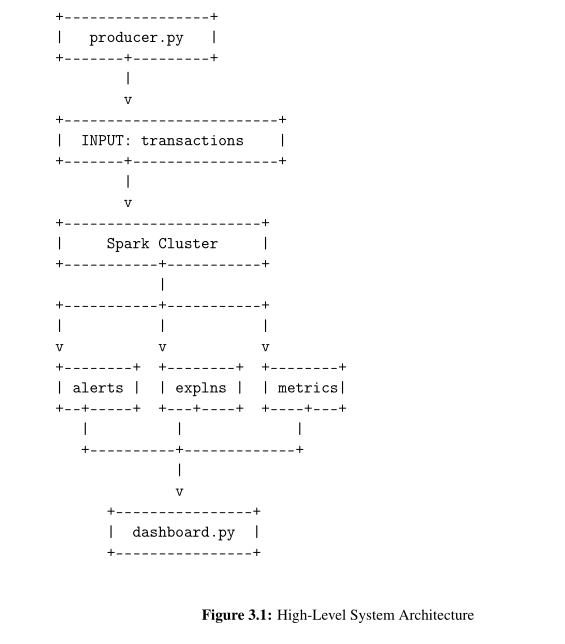 producer.py
INPUT: transactions
Spark Cluster
alerts explns metrics
dashboard.py
Figure 3.1: High-Level System Architecture